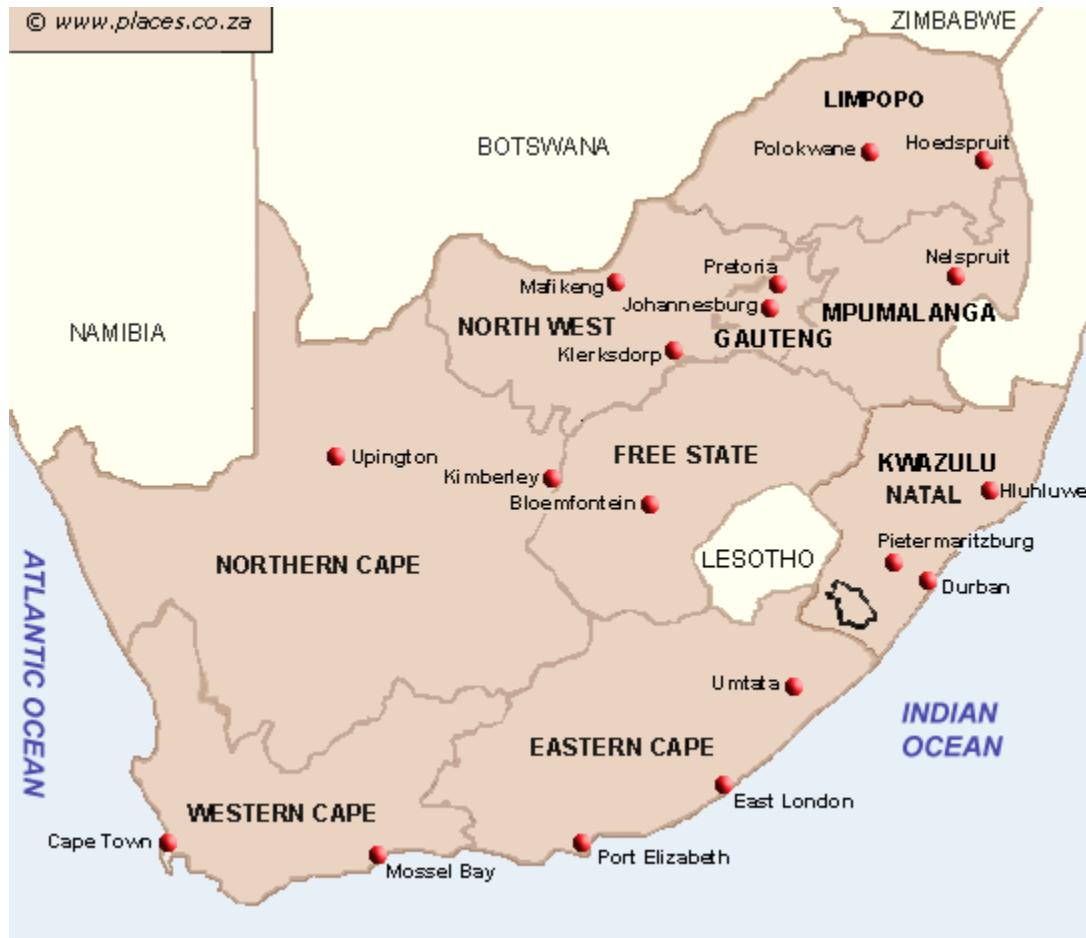 © www.places.co.za
ZIMBABWE
LIMPOPO
BOTSWANA
Polokwane
Hoedspruit
Pretoria
Nelspruit
Mafikeng
Johannesburg
MPUMALANGA
NAMIBIA
NORTH WEST
GAUTENG
Klerksdorp
Upington
FREE STATE
KWAZULU
NATAL
Kimberley
Bloemfontein
Hluhluwe
Pietermaritzburg
LESOTHO
NORTHERN CAPE
Durban
ATLANTIC OCEAN
Umtata
INDIAN
OCEAN
EASTERN CAPE
East London
WESTERN CAPE
Cape Town
Mossel Bay
Port Elizabeth